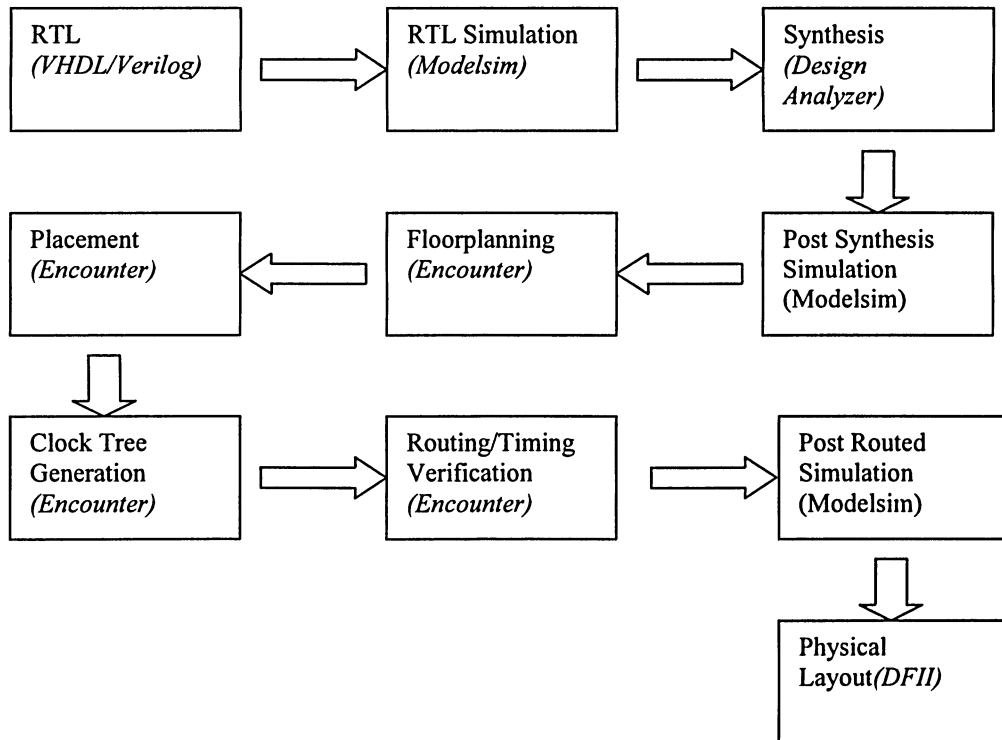 RTL
(VHDL/Verilog)
RTL Simulation
(Modelsim)
Synthesis
(Design
Analyzer)
Placement
(Encounter)
Floorplanning
(Encounter)
Post Synthesis
Simulation
(Modelsim)
Clock Tree
Generation
(Encounter)
Routing/Timing
Verification
(Encounter)
Post Routed
Simulation
(Modelsim)
Physical
Layout(DFII)